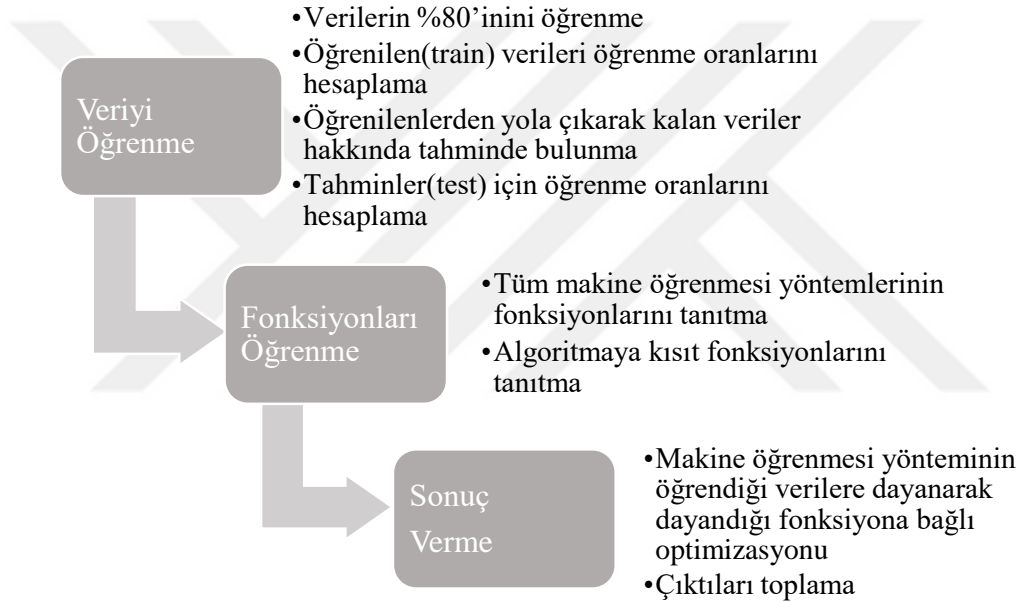 •Verilerin %80’inini öğrenme
•Öğrenilen(train) verileri öğrenme oranlarını
hesaplama
Veriyi
Öğrenme
•Öğrenilenlerden yola çıkarak kalan veriler
hakkında tahminde bulunma
•Tahminler(test) için öğrenme oranlarını
hesaplama
Fonksiyonları
Öğrenme
•Tüm makine öğrenmesi yöntemlerinin
fonksiyonlarını tanıtma
•Algoritmaya kısıt fonksiyonlarını
tanıtma
Sonuç
Verme
•Makine öğrenmesi yönteminin
öğrendiği verilere dayanarak
dayandığı fonksiyona bağlı
optimizasyonu
•Çıktıları toplama